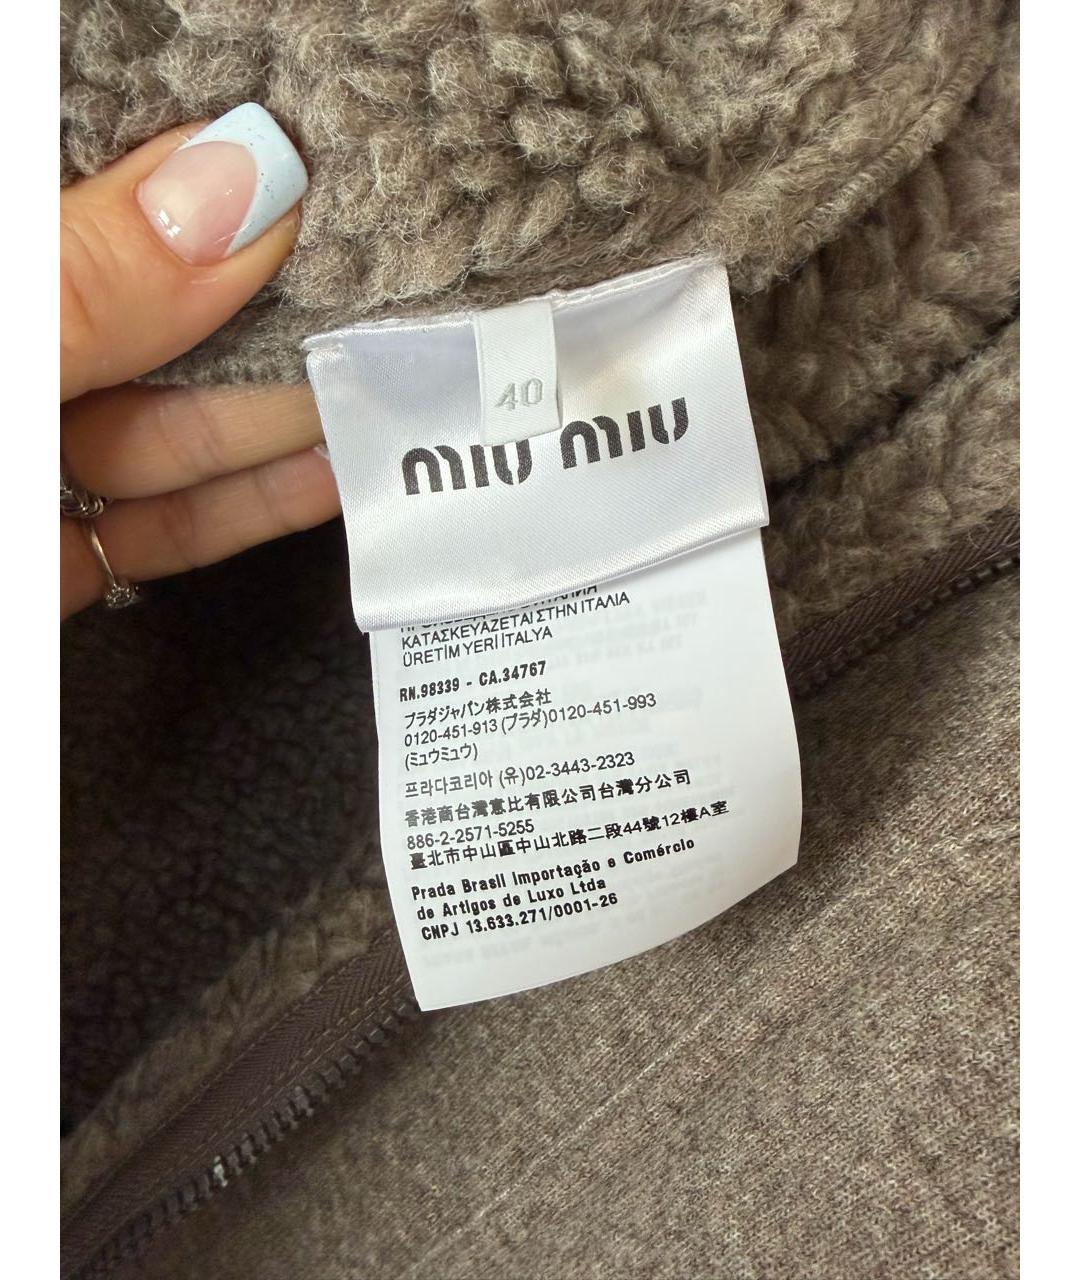 40
miu miu
ΚΑΤΑΣΚΕΥΑΖΕΤΑΙ ΣΤΗΝ ΙΤΑΛΙΑ
ÜRETİM YERİ İTALYA
RN.98339 - CA.34767
プラダジャパン株式会社
0120-451-913 (プラダ)0120-451-993
(ミュウミュウ)
프라다코리아 (유)02-3443-2323
香港商台灣意比有限公司台灣分公司
886-2-2571-5255
臺北市中山區中山北路二段44號12樓A室
Prada Brasil Importação e Comércio
de Artigos de Luxo Ltda
CNPJ 13.633.271/0001-26